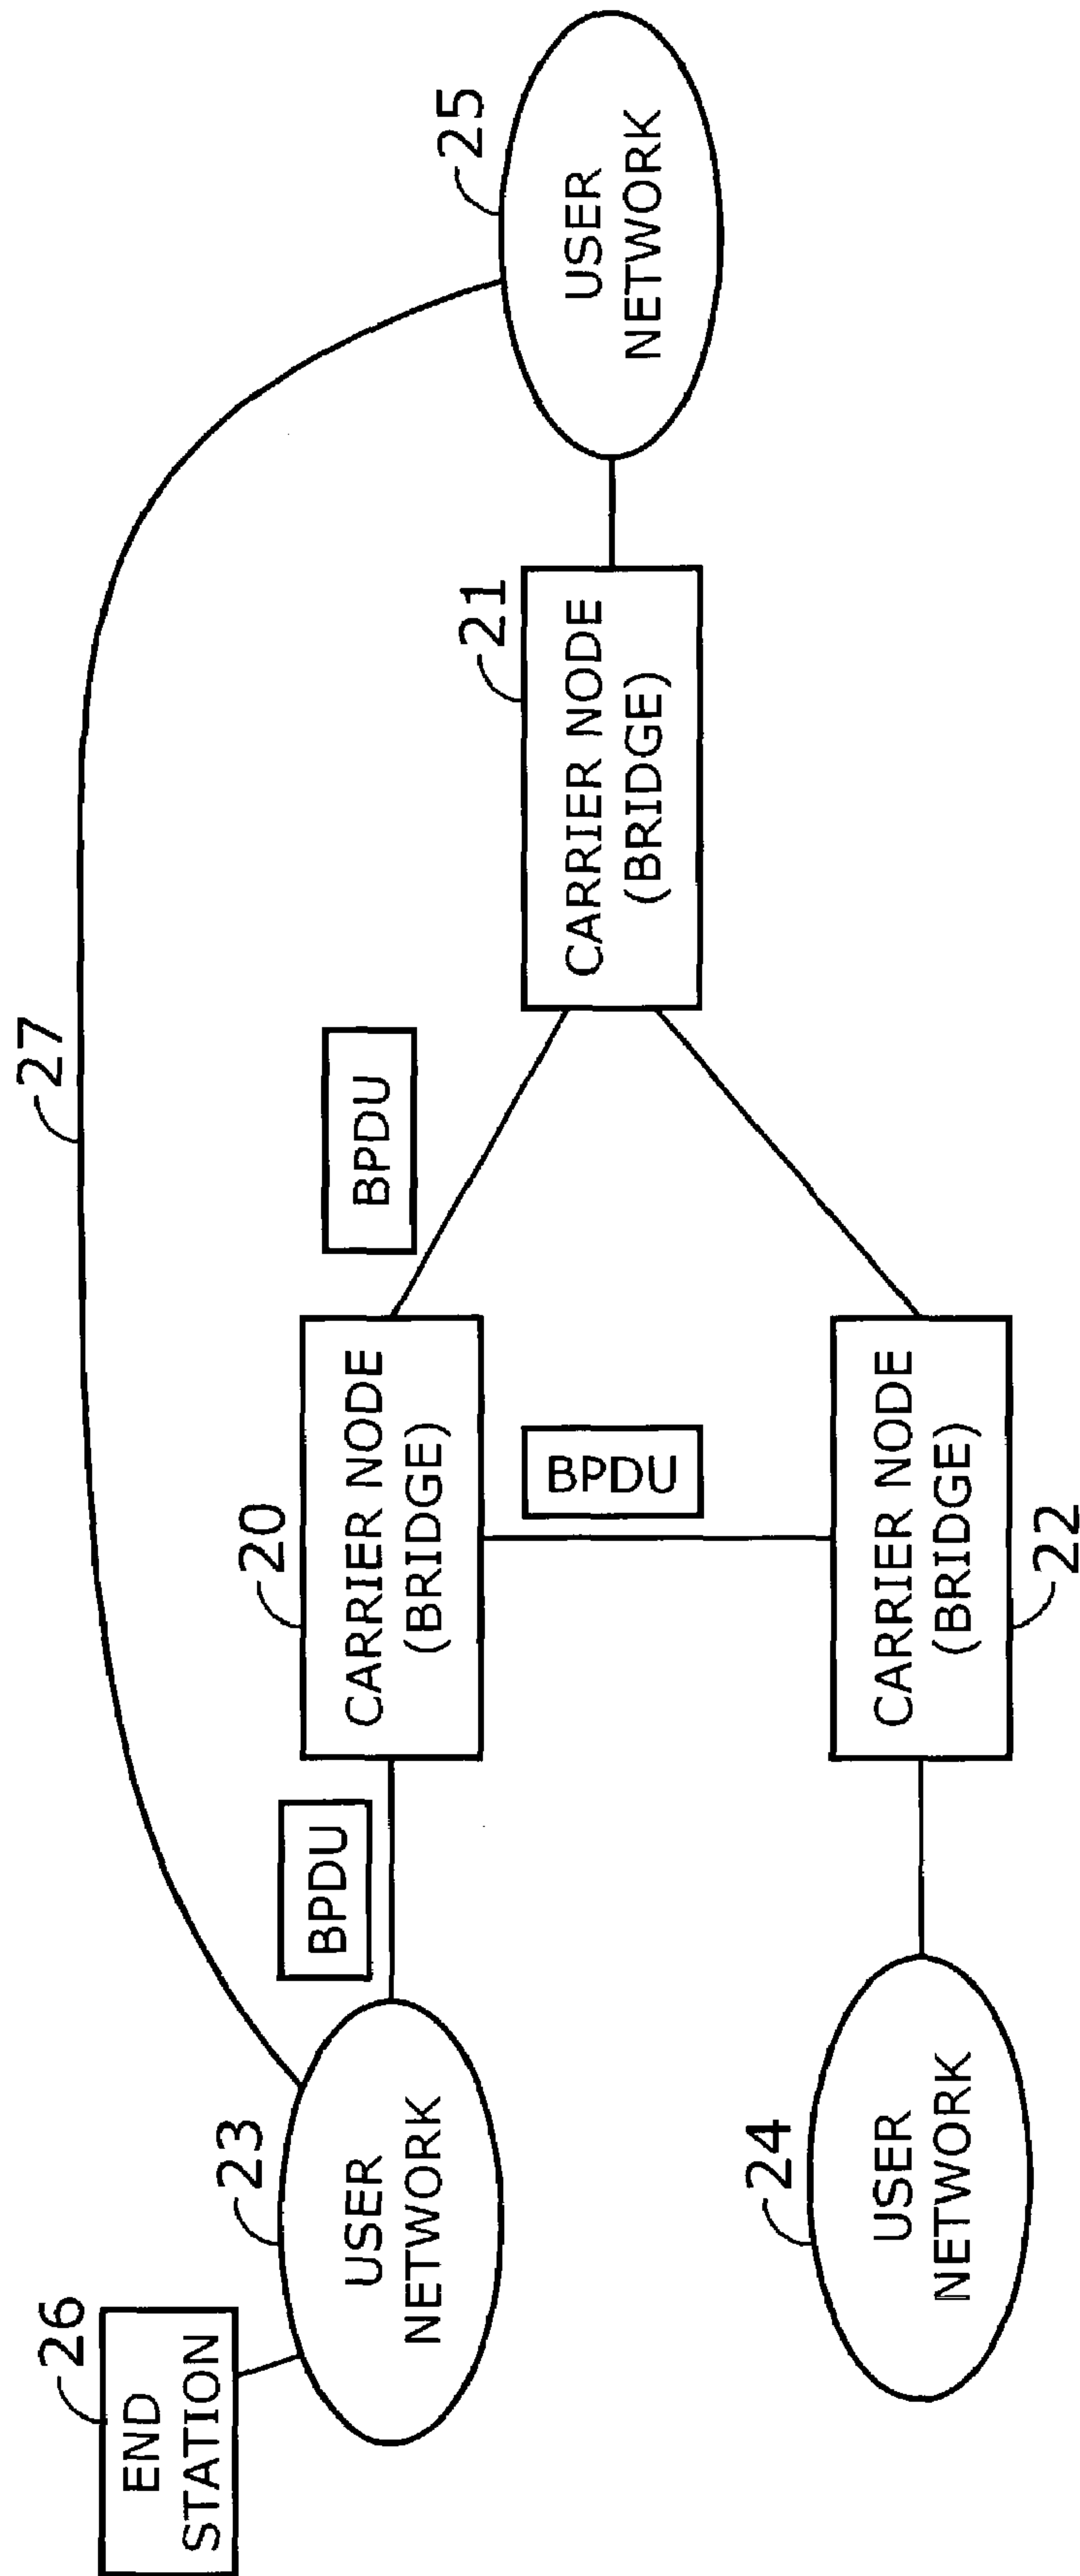 26
END
STATION
23
USER
NETWORK
BPDU
20
CARRIER NODE
(BRIDGE)
BPDU
27
BPDU
21
CARRIER NODE
(BRIDGE)
25
USER
NETWORK
24
USER
NETWORK
CARRIER NODE
(BRIDGE)
22